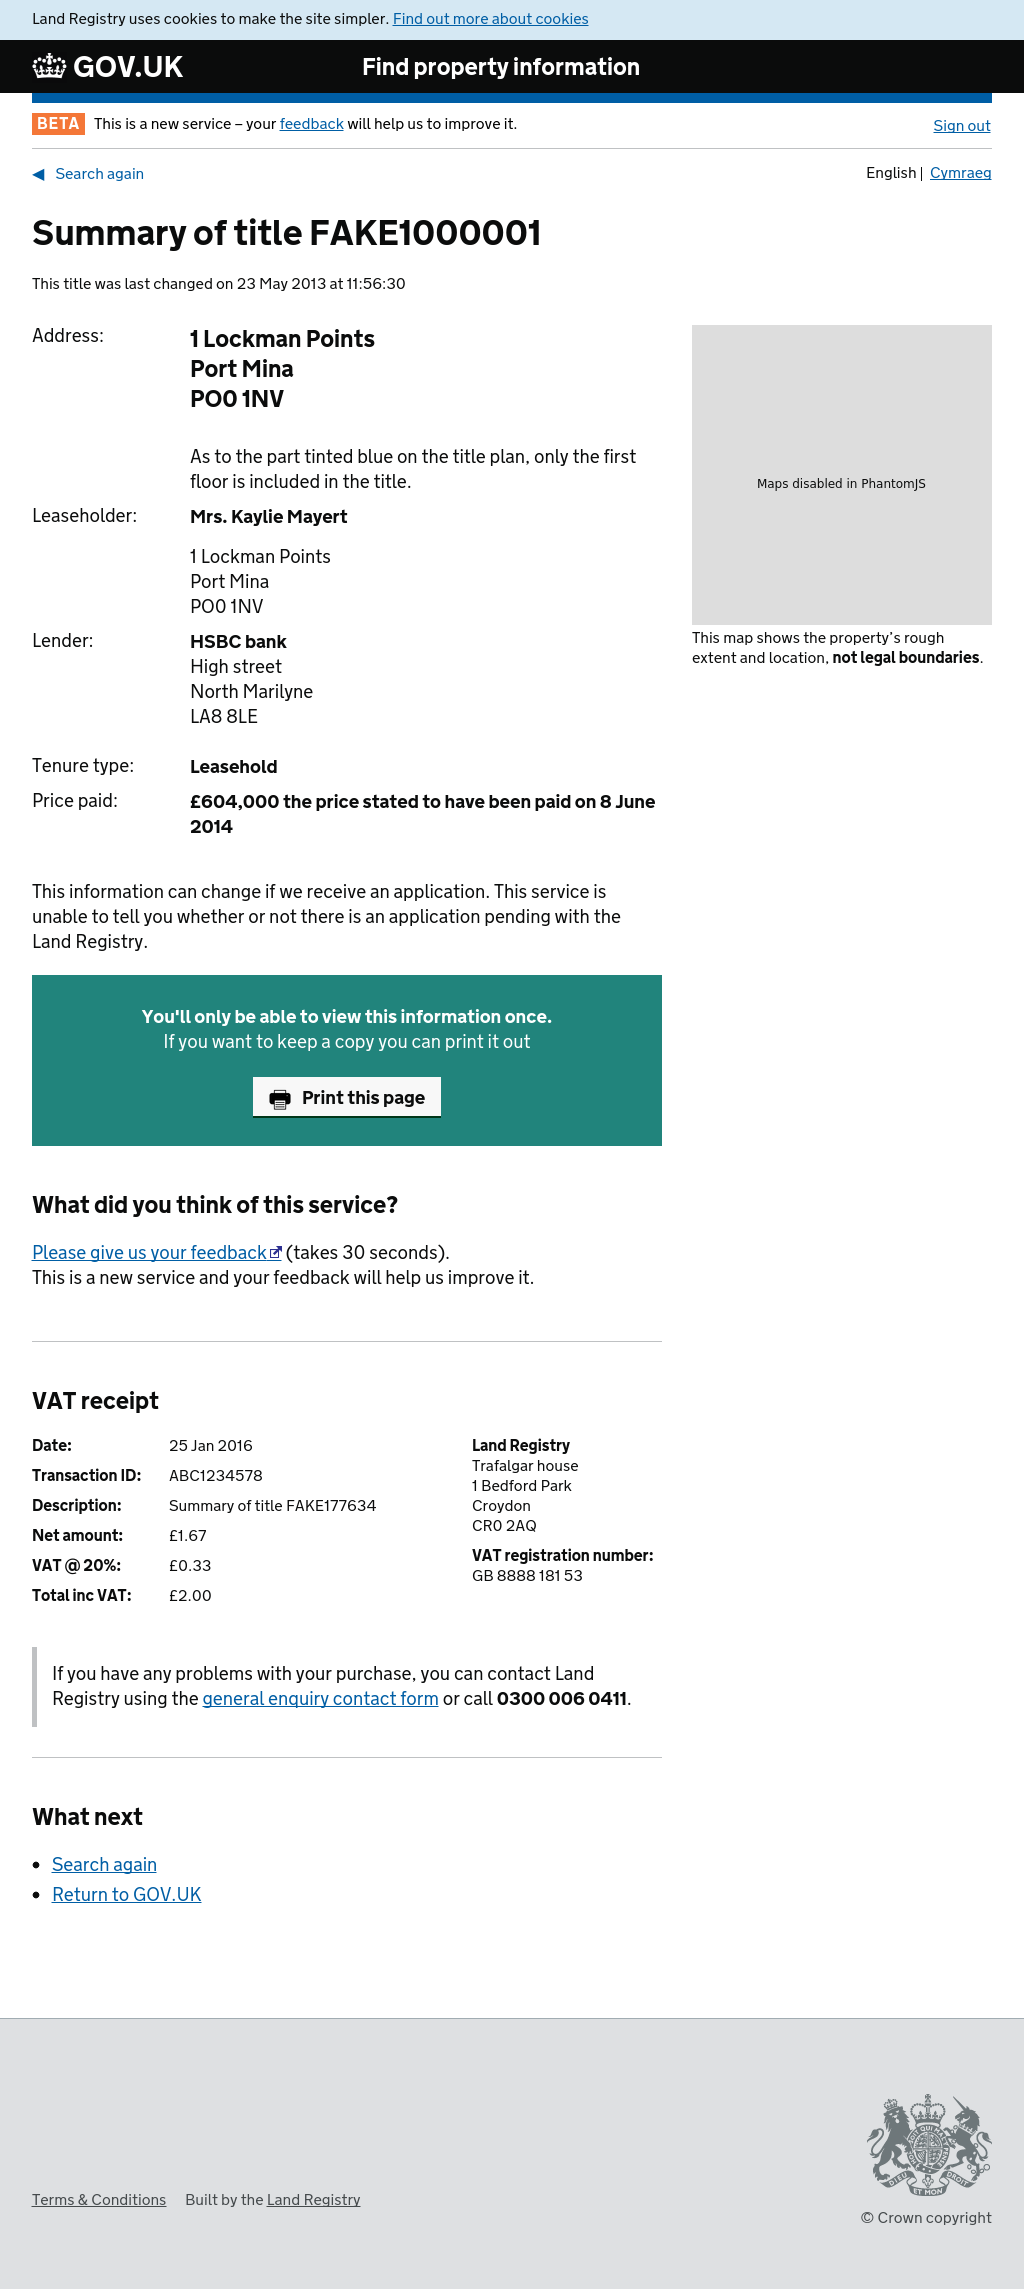 Land Registry uses cookies to make the site simpler. Find out more about cookies
GOV.UK
Find property information
BETA This is a new service – your feedback will help us to improve it.
Sign out
Search again
English | Cymraeg
Summary of title FAKE1000001
This title was last changed on 23 May 2013 at 11:56:30
Address:
1 Lockman Points
Port Mina
PO0 1NV
As to the part tinted blue on the title plan, only the first
floor is included in the title.
Leaseholder:
Mrs. Kaylie Mayert
1 Lockman Points
Port Mina
PO0 1NV
Lender:
HSBC bank
High street
North Marilyne
LA8 8LE
Tenure type:
Leasehold
Price paid:
£604,000 the price stated to have been paid on 8 June
2014
Maps disabled in PhantomJS
This map shows the property's rough
extent and location, not legal boundaries.
This information can change if we receive an application. This service is
unable to tell you whether or not there is an application pending with the
Land Registry.
You'll only be able to view this information once.
If you want to keep a copy you can print it out
Print this page
What did you think of this service?
Please give us your feedback (takes 30 seconds).
This is a new service and your feedback will help us improve it.
VAT receipt
Date: 25 Jan 2016
Transaction ID: ABC1234578
Description: Summary of title FAKE177634
Net amount: £1.67
VAT @ 20%: £0.33
Total inc VAT: £2.00
Land Registry
Trafalgar house
1 Bedford Park
Croydon
CR0 2AQ
VAT registration number:
GB 8888 181 53
If you have any problems with your purchase, you can contact Land
Registry using the general enquiry contact form or call 0300 006 0411.
What next
Search again
Return to GOV.UK
Terms & Conditions
Built by the Land Registry
DIEU ET MON DROIT
© Crown copyright